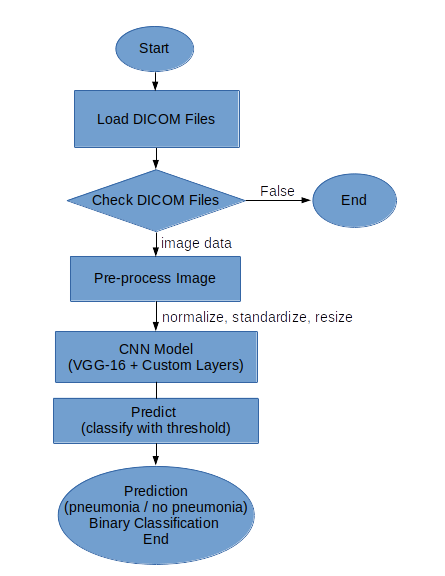 Start
Load DICOM Files
Check DICOM Files
False
End
image data
Pre-process Image
normalize, standardize, resize
CNN Model
(VGG-16 + Custom Layers)
Predict
(classify with threshold)
Prediction
(pneumonia / no pneumonia)
Binary Classification
End